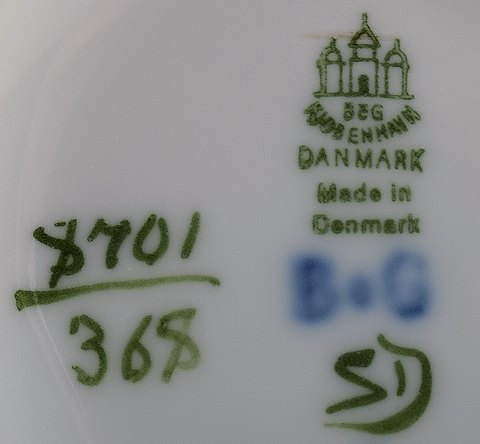 B&G
KJØBENHAVN
DANMARK
Made in
Denmark
B&G
8701
368